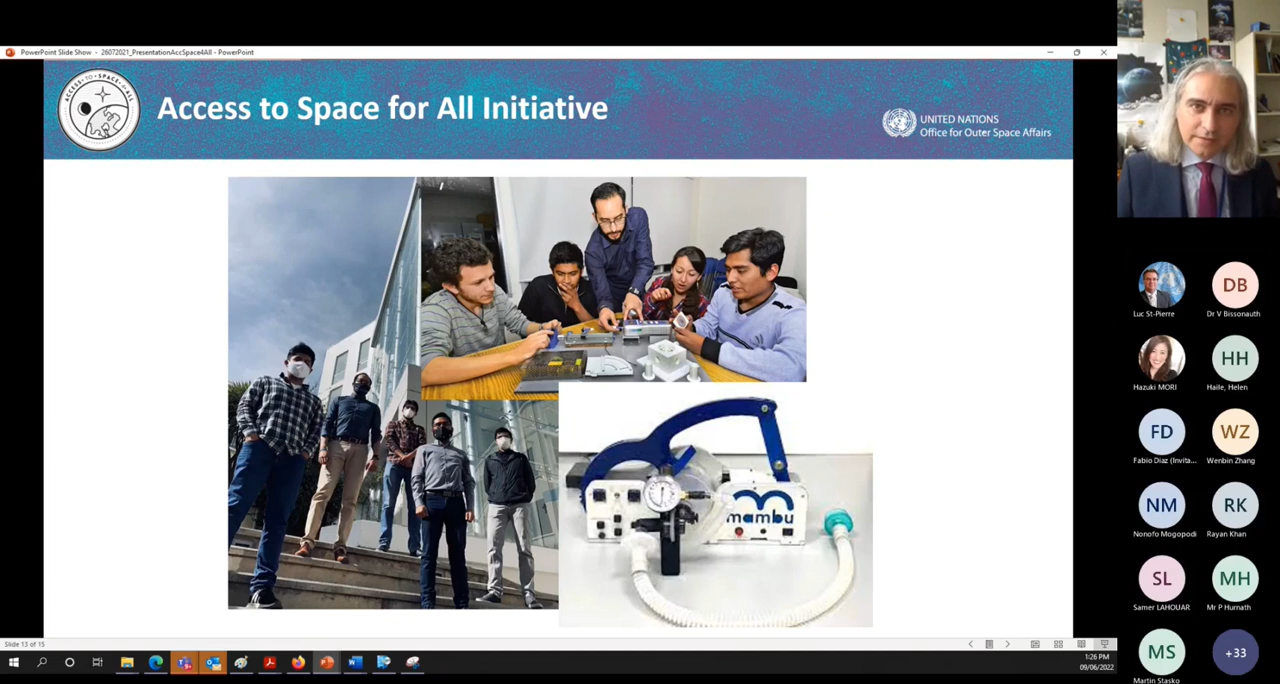 PowerPoint Slide Show - 26072021_PresentationAccSpace4All - PowerPoint
ACCESS • TO • SPACE
ALL
Access to Space for All Initiative
UNITED NATIONS
Office for Outer Space Affairs
mambu
Luc St-Pierre
DB
Dr V Bissonauth
Hazuki MORI
HH
Haile, Helen
FD
Fabio Diaz (Invita...
WZ
Wenbin Zhang
NM
Nonofo Mogopodi
RK
Rayan Khan
SL
Samer LAHOUAR
MH
Mr P Hurnath
MS
Martin Stasko
+33
Slide 13 of 15
1:26 PM
09/06/2022